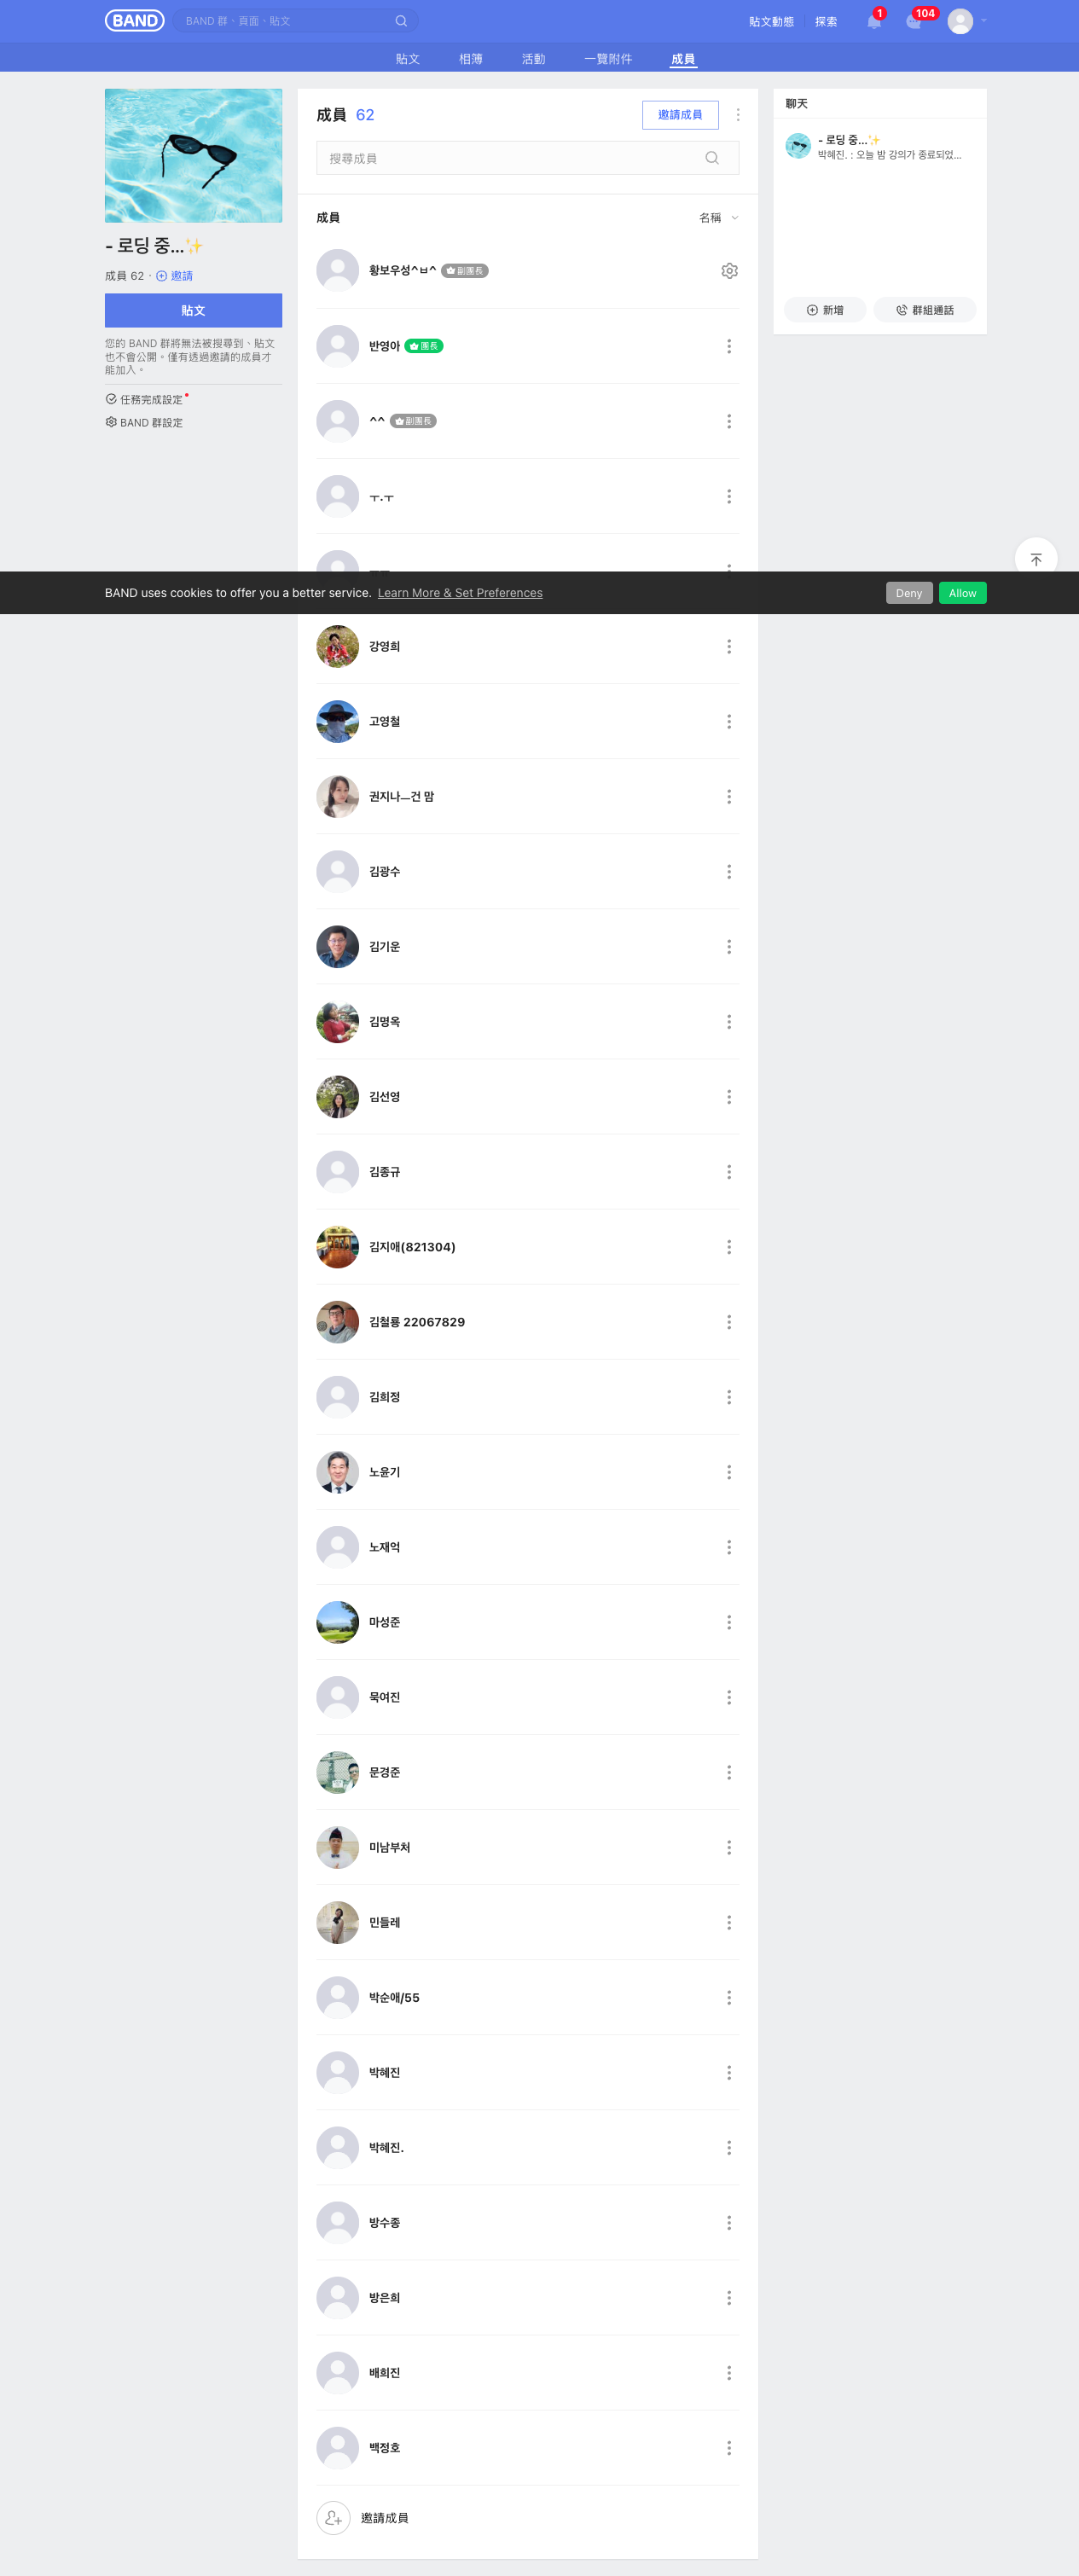 BAND
BAND 群、頁面、貼文
貼文動態
探索
1
104
貼文
相簿
活動
一覽附件
成員
- 로딩 중...✨
成員 62 · 邀請
貼文
您的 BAND 群將無法被搜尋到、貼文
也不會公開。僅有透過邀請的成員才
能加入。
任務完成設定
BAND 群設定
成員 62
邀請成員
搜尋成員
成員
名稱
황보우성^ㅂ^ 副團長
반영아 團長
^^ 副團長
ㅜ.ㅜ
BAND uses cookies to offer you a better service. Learn More & Set Preferences
Deny
Allow
강영희
고영철
권지나ㅡ건 맘
김광수
김기운
김명옥
김선영
김종규
김지애(821304)
김철룡 22067829
김희정
노윤기
노재억
마성준
묵여진
문경준
미남부처
민들레
박순애/55
박혜진
박혜진.
방수종
방은희
배희진
백정호
邀請成員
聊天
- 로딩 중...✨
박혜진. : 오늘 밤 강의가 종료되었...
新增
群組通話